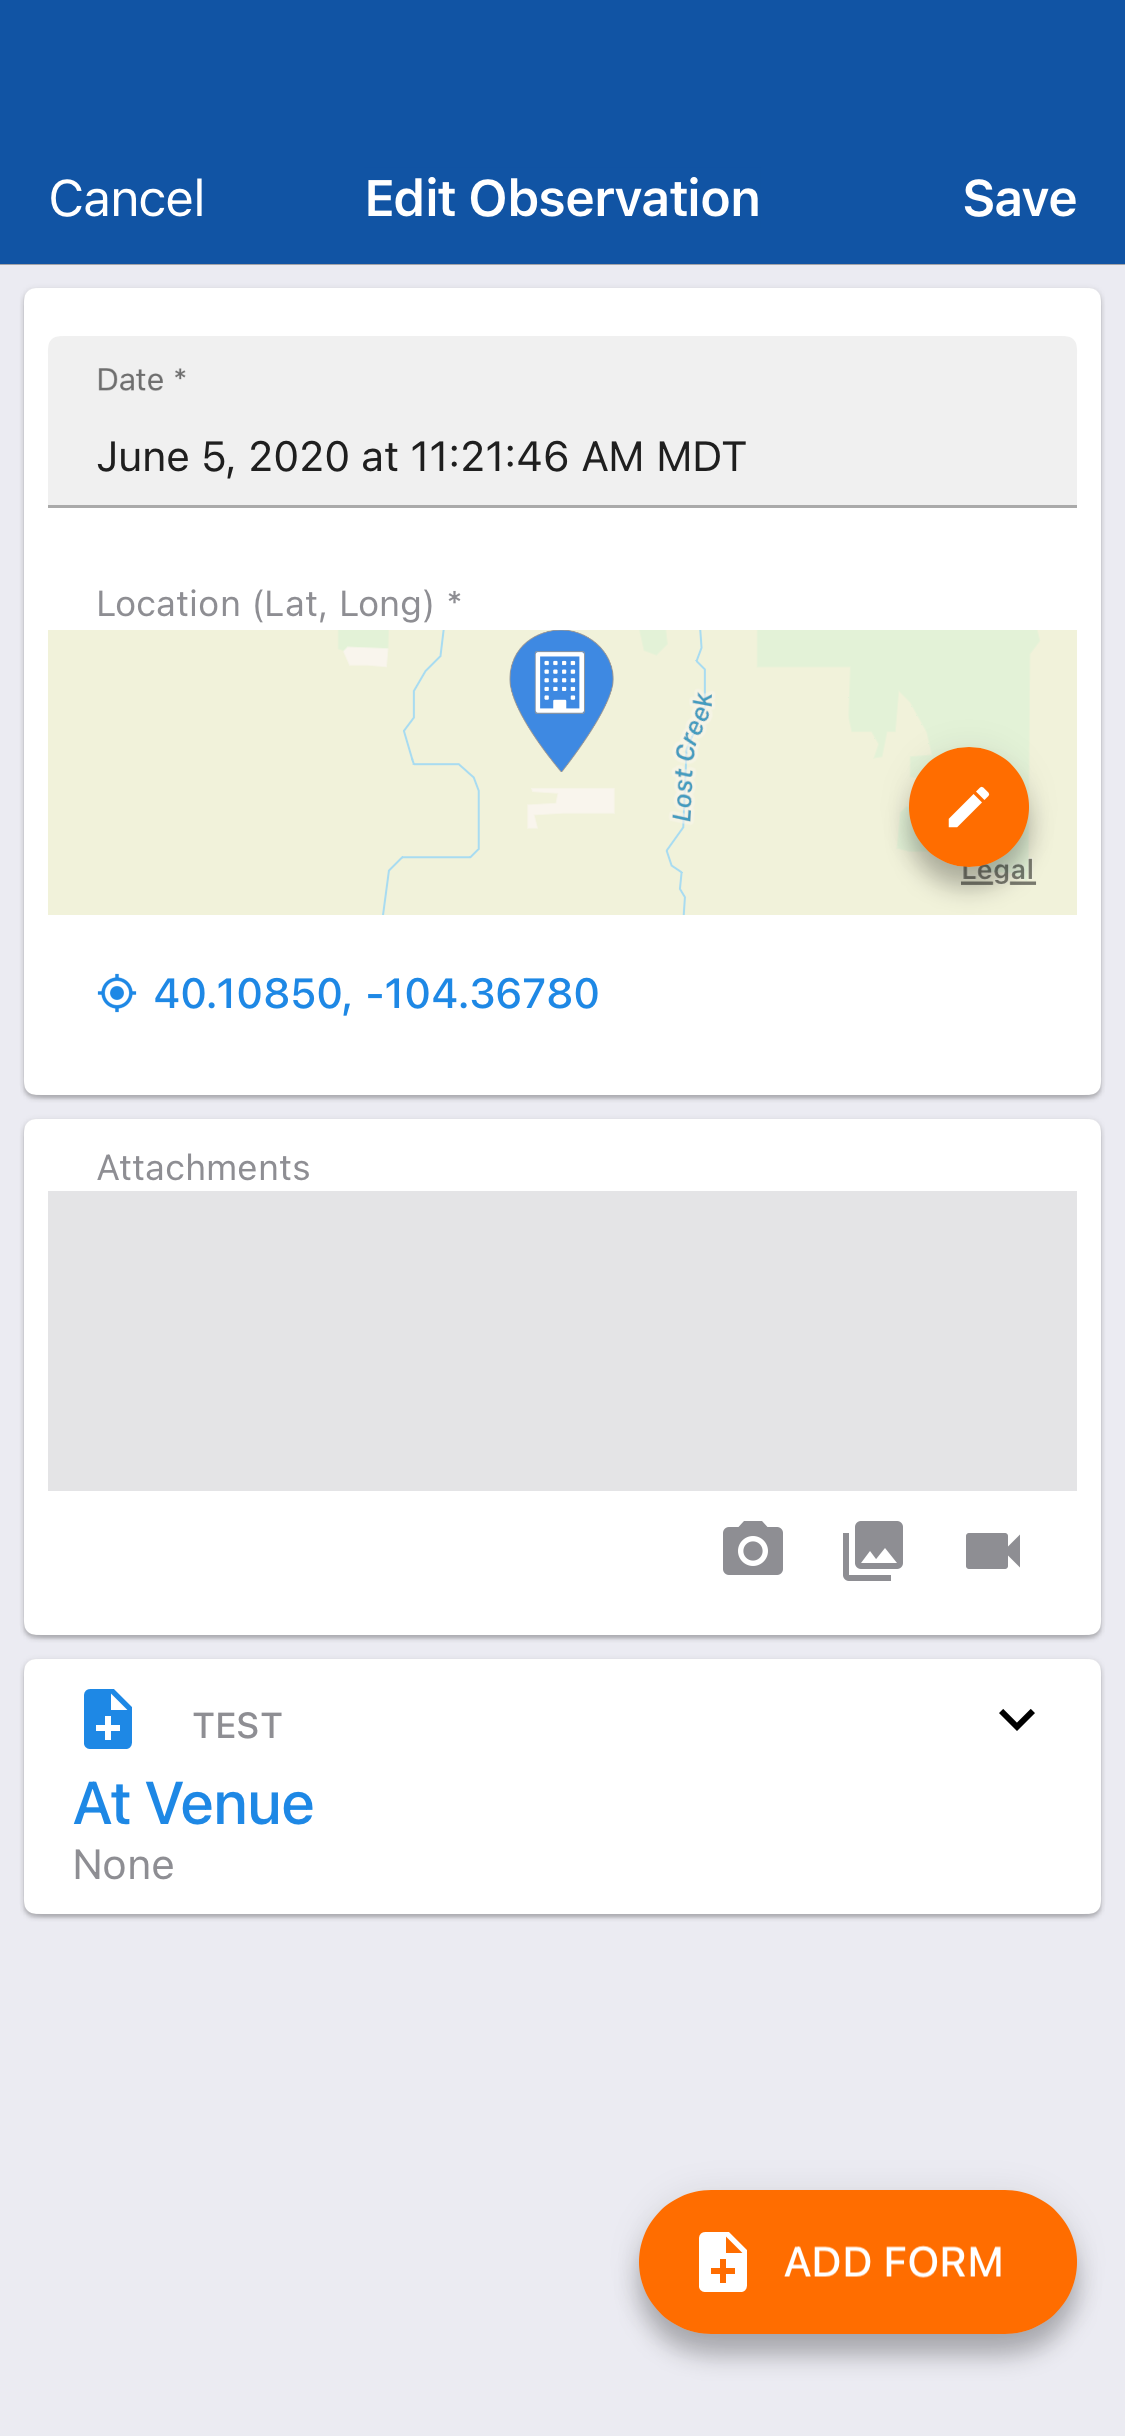 Cancel Edit Observation Save
Date *
June 5, 2020 at 11:21:46 AM MDT
Location (Lat, Long) *
Lost Creek
Legal
40.10850, -104.36780
Attachments
TEST
At Venue
None
ADD FORM